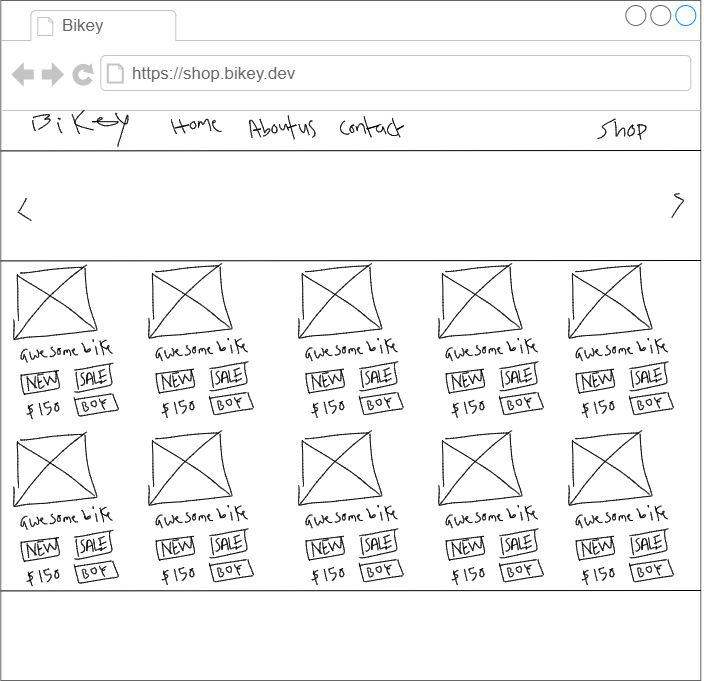 Bikey
https://shop.bikey.dev
Bikey Home About us Contact Shop
< >
awesome bike awesome bike awesome bike awesome bike awesome bike
NEW SALE NEW SALE NEW SALE NEW SALE NEW SALE
$150 BUY $150 BUY $150 BUY $150 BUY $150 BUY
awesome bike awesome bike awesome bike awesome bike awesome bike
NEW SALE NEW SALE NEW SALE NEW SALE NEW SALE
$150 BUY $150 BUY $150 BUY $150 BUY $150 BUY